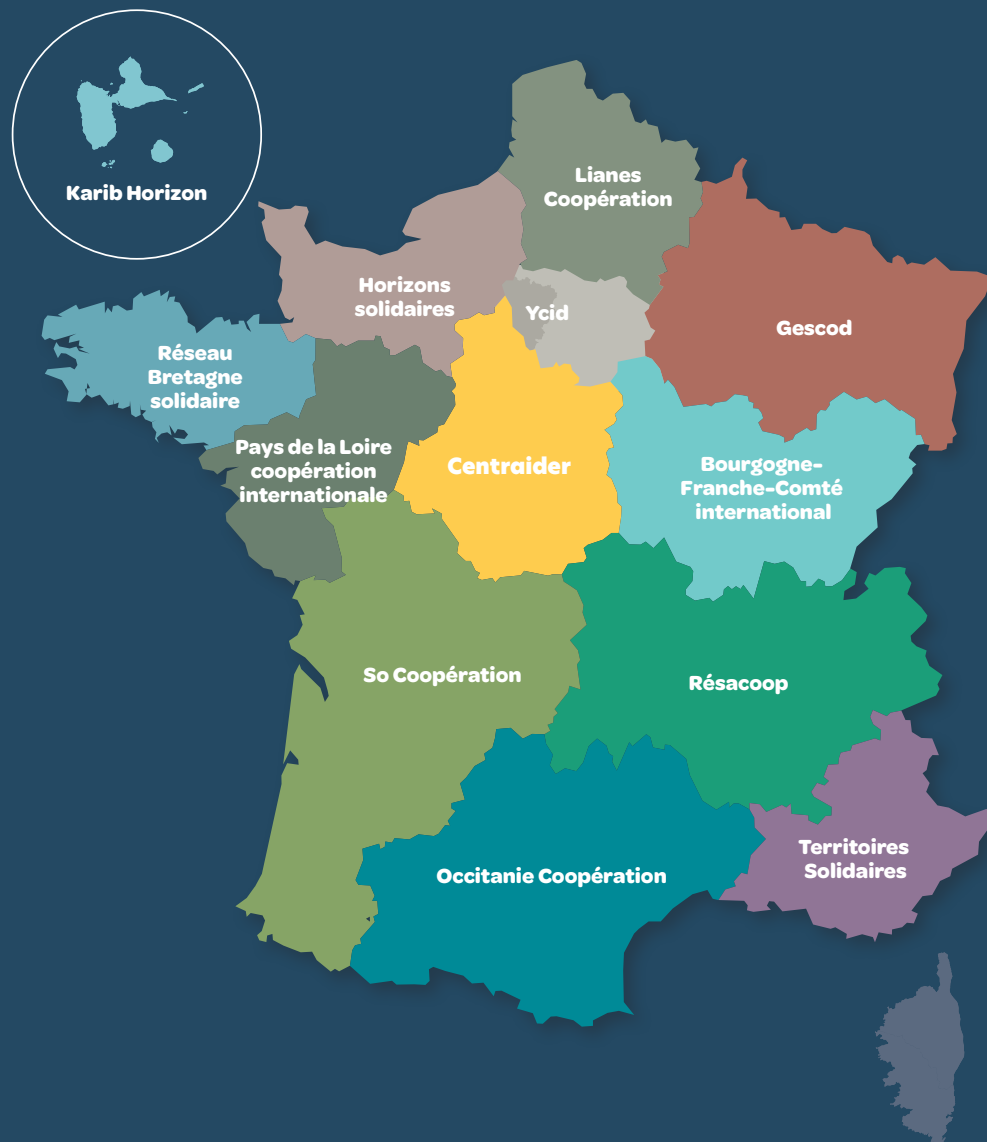 Karib Horizon
Lianes
Coopération
Horizons
solidaires
Ycid
Gescod
Réseau
Bretagne
solidaire
Pays de la Loire
coopération
internationale
Centraider
Bourgogne-
Franche-Comté
international
So Coopération
Résacoop
Territoires
Solidaires
Occitanie Coopération